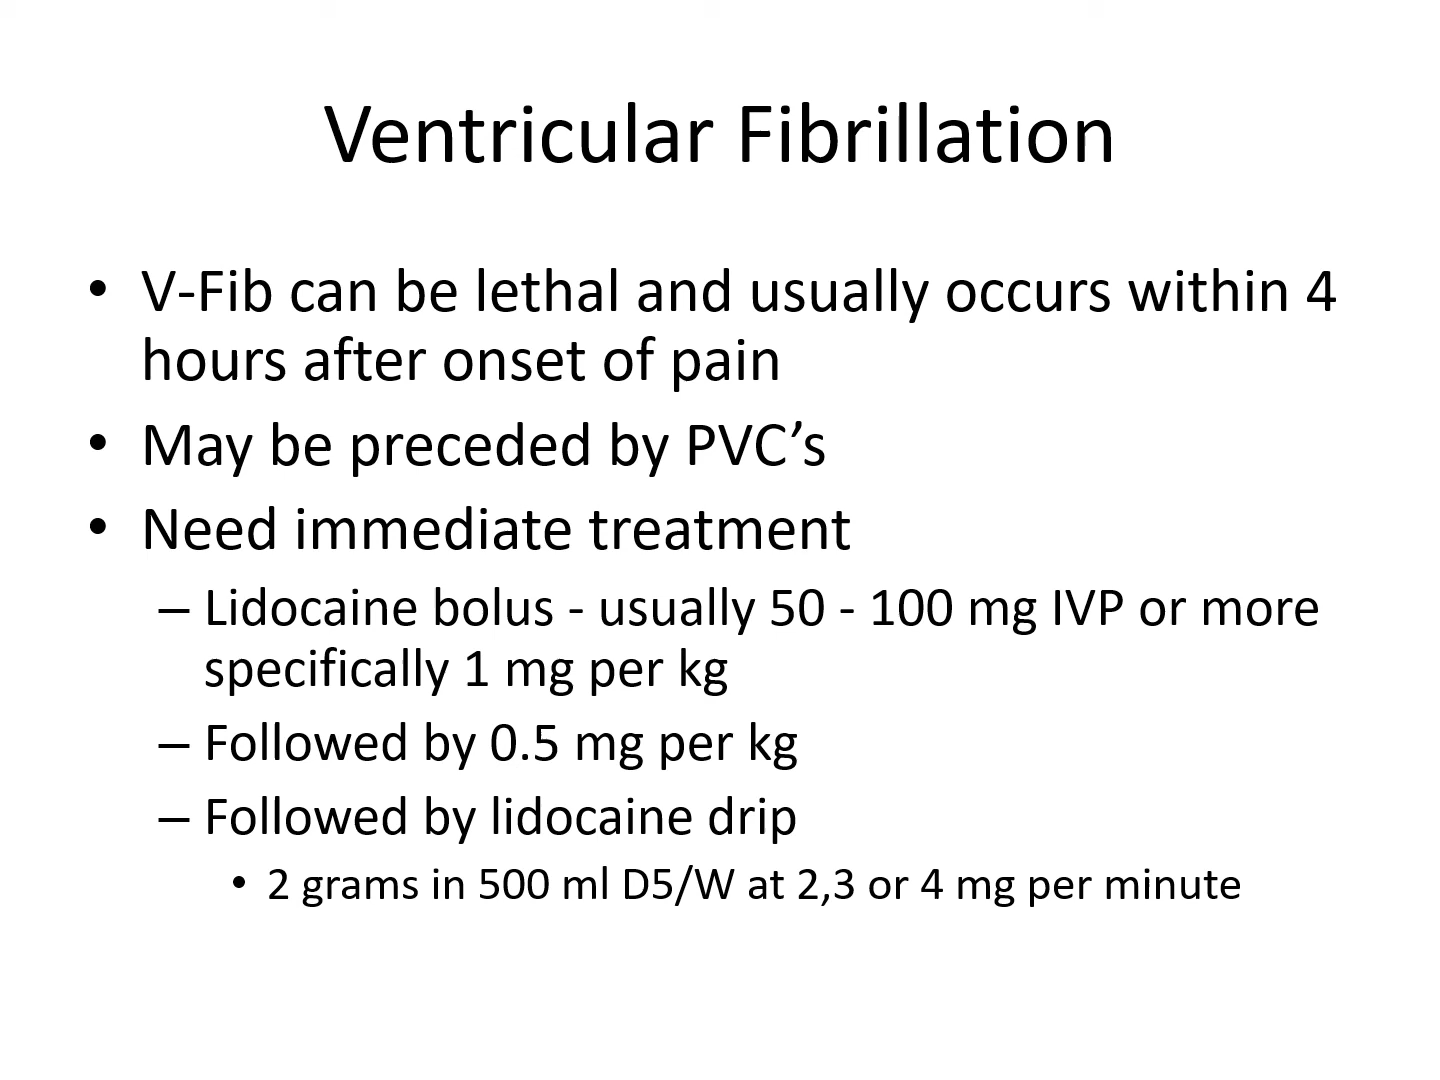 Ventricular Fibrillation
• V-Fib can be lethal and usually occurs within 4
hours after onset of pain
• May be preceded by PVC’s
• Need immediate treatment
– Lidocaine bolus - usually 50 - 100 mg IVP or more
specifically 1 mg per kg
– Followed by 0.5 mg per kg
– Followed by lidocaine drip
• 2 grams in 500 ml D5/W at 2,3 or 4 mg per minute